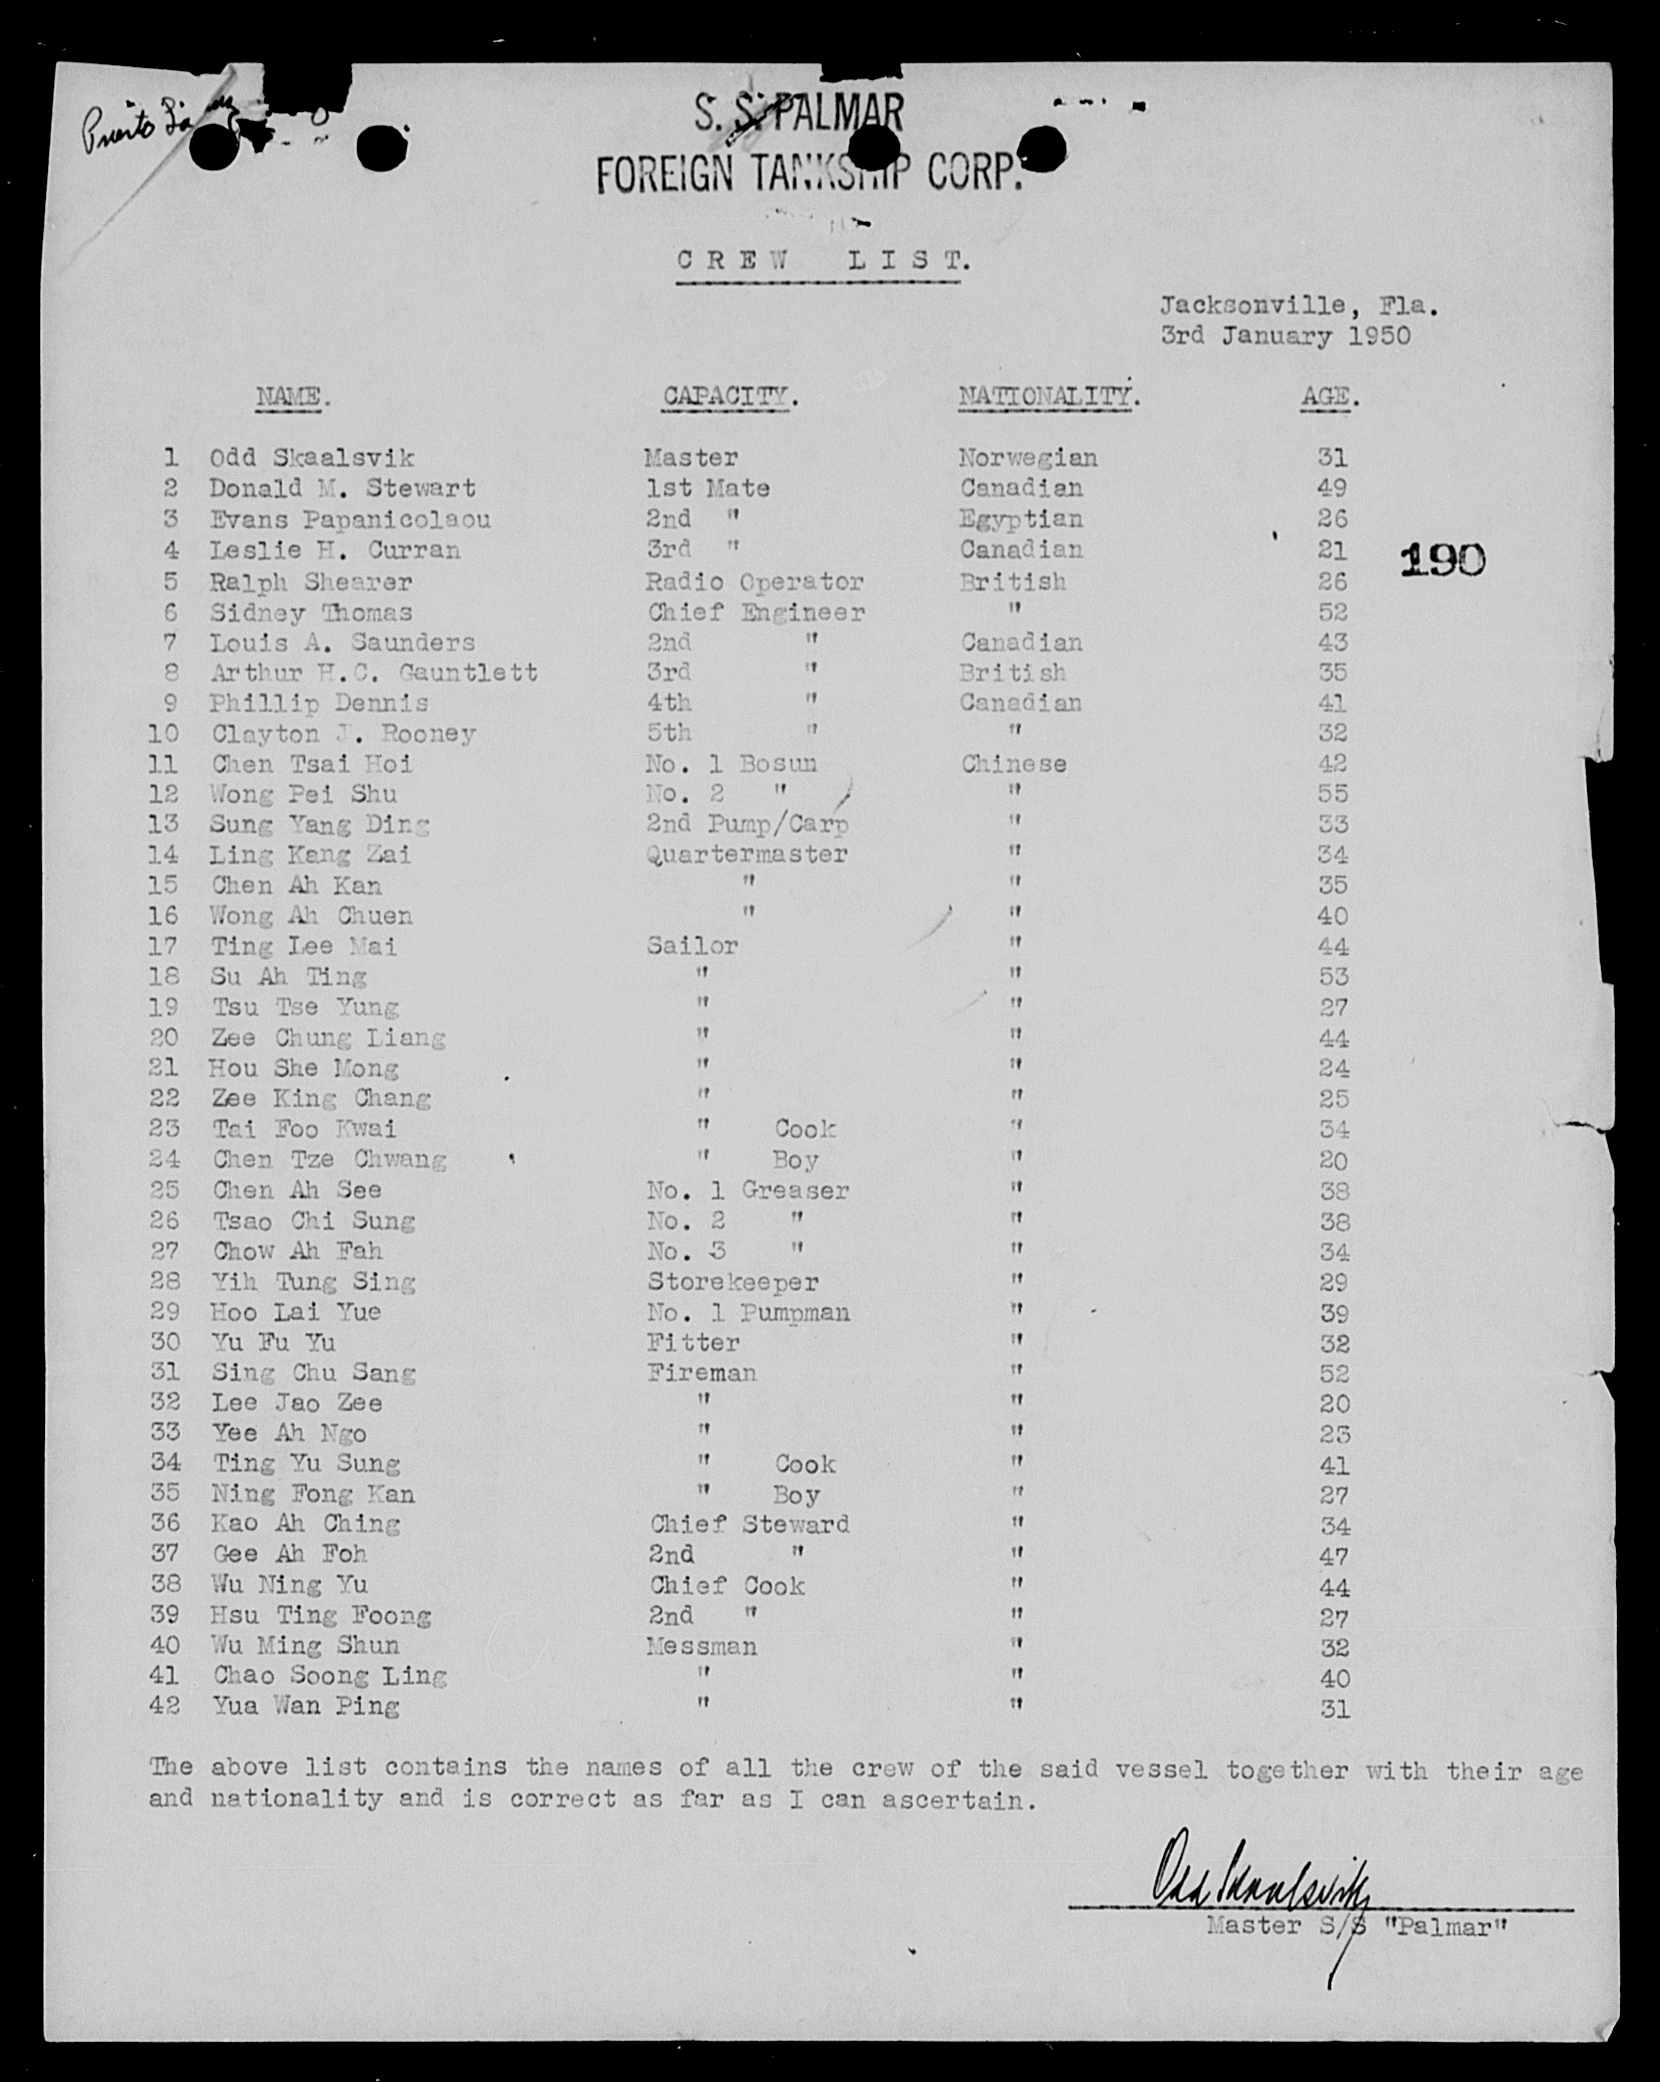 Puerto
S. S. PALMAR
FOREIGN TANKSHIP CORP.
CREW LIST.
Jacksonville, Fla.
3rd January 1950
NAME. CAPACITY. NATIONALITY. AGE.
1 Odd Skaalsvik Master Norwegian 31
2 Donald M. Stewart 1st Mate Canadian 49
3 Evans Papanicolaou 2nd " Egyptian 26
4 Leslie H. Curran 3rd " Canadian 21 190
5 Ralph Shearer Radio Operator British 26
6 Sidney Thomas Chief Engineer " 52
7 Louis A. Saunders 2nd " Canadian 43
8 Arthur H.C. Gauntlett 3rd " British 35
9 Phillip Dennis 4th " Canadian 41
10 Clayton J. Rooney 5th " " 32
11 Chen Tsai Hoi No. 1 Bosun Chinese 42
12 Wong Pei Shu No. 2 " " 55
13 Sung Yang Ding 2nd Pump/Carp " 33
14 Ling Kang Zai Quartermaster " 34
15 Chen Ah Kan " " 35
16 Wong Ah Chuen " " 40
17 Ting Lee Mai Sailor " 44
18 Su Ah Ting " " 53
19 Tsu Tse Yung " " 27
20 Zee Chung Liang " " 44
21 Hou She Mong " " 24
22 Zee King Chang " " 25
23 Tai Foo Kwai " Cook " 34
24 Chen Tze Chwang " Boy " 20
25 Chen Ah See No. 1 Greaser " 38
26 Tsao Chi Sung No. 2 " " 38
27 Chow Ah Fah No. 3 " " 34
28 Yih Tung Sing Storekeeper " 29
29 Hoo Lai Yue No. 1 Pumpman " 39
30 Yu Fu Yu Fitter " 32
31 Sing Chu Sang Fireman " 52
32 Lee Jao Zee " " 20
33 Yee Ah Ngo " " 23
34 Ting Yu Sung " Cook " 41
35 Ning Fong Kan " Boy " 27
36 Kao Ah Ching Chief Steward " 34
37 Gee Ah Foh 2nd " " 47
38 Wu Ning Yu Chief Cook " 44
39 Hsu Ting Foong 2nd " " 27
40 Wu Ming Shun Messman " 32
41 Chao Soong Ling " " 40
42 Yua Wan Ping " " 31
The above list contains the names of all the crew of the said vessel together with their age
and nationality and is correct as far as I can ascertain.
Odd Skaalsvik
Master S/S "Palmar"